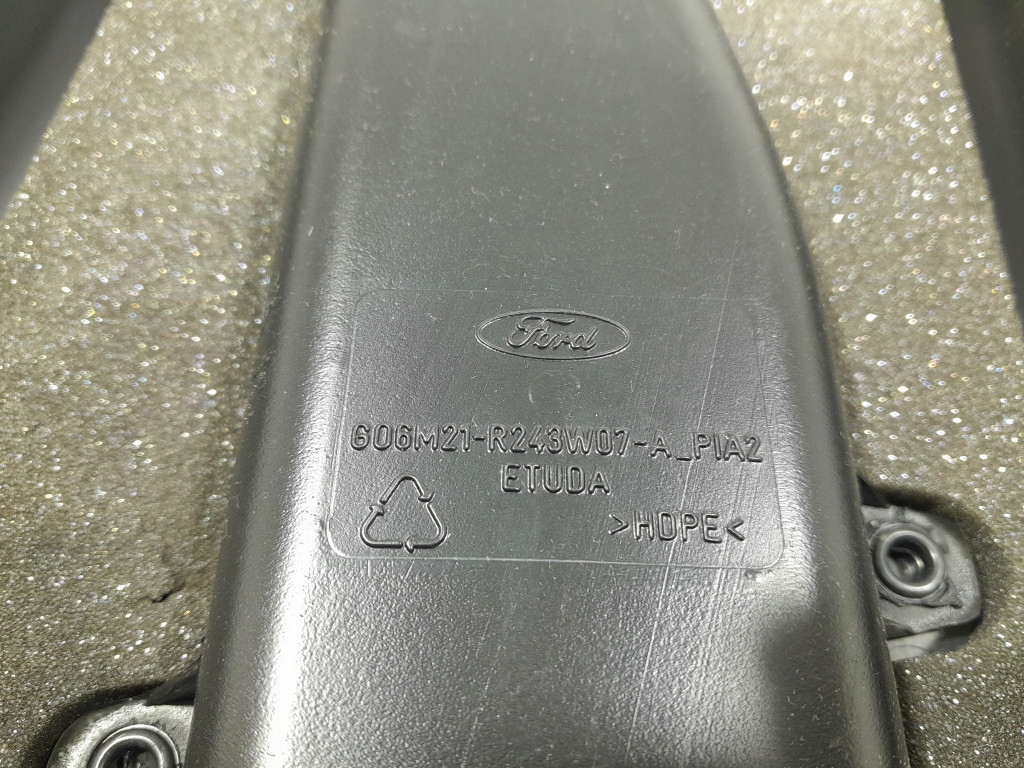 Ford
G06M21-R243W07-A_PIA2
ETUDA
>HDPE<